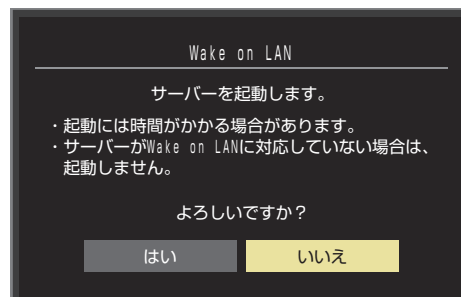 Wake on LAN
サーバーを起動します。
・起動には時間がかかる場合があります。
・サーバーがWake on LANに対応していない場合は、
起動しません。
よろしいですか？
はい いいえ